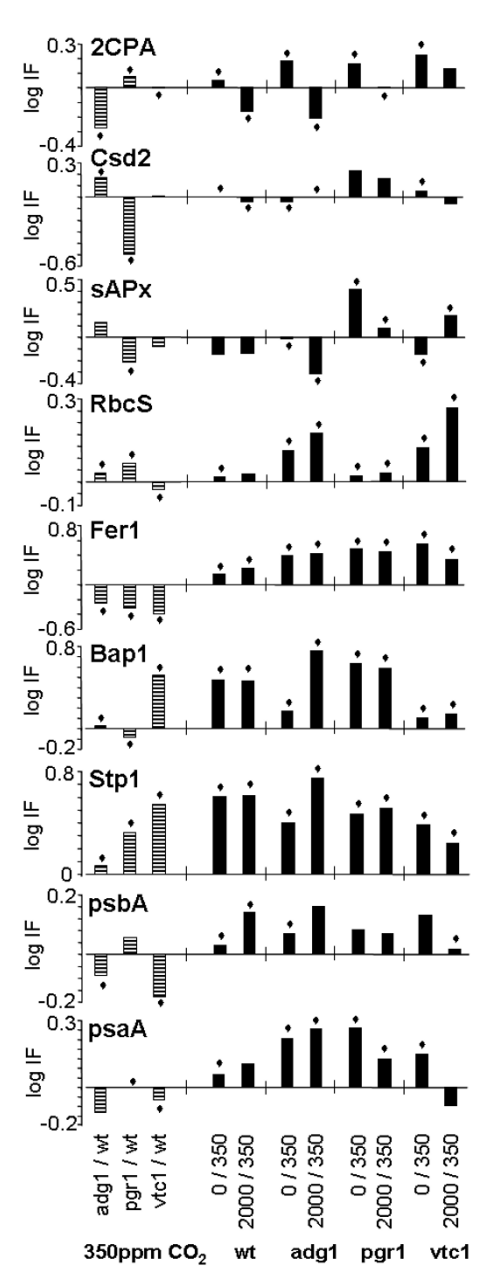 0.3
2CPA
log IF
-0.4
0.3
Csd2
log IF
-0.6
0.5
sAPx
log IF
-0.4
0.3
RbcS
log IF
-0.1
0.8
Fer1
log IF
-0.6
0.8
Bap1
log IF
-0.2
0.8
Stp1
log IF
0
0.2
psbA
log IF
-0.2
0.3
psaA
log IF
-0.2
adg1 / wt
pgr1 / wt
vtc1 / wt
0 / 350
2000 / 350
0 / 350
2000 / 350
0 / 350
2000 / 350
0 / 350
2000 / 350
350ppm CO2 wt adg1 pgr1 vtc1